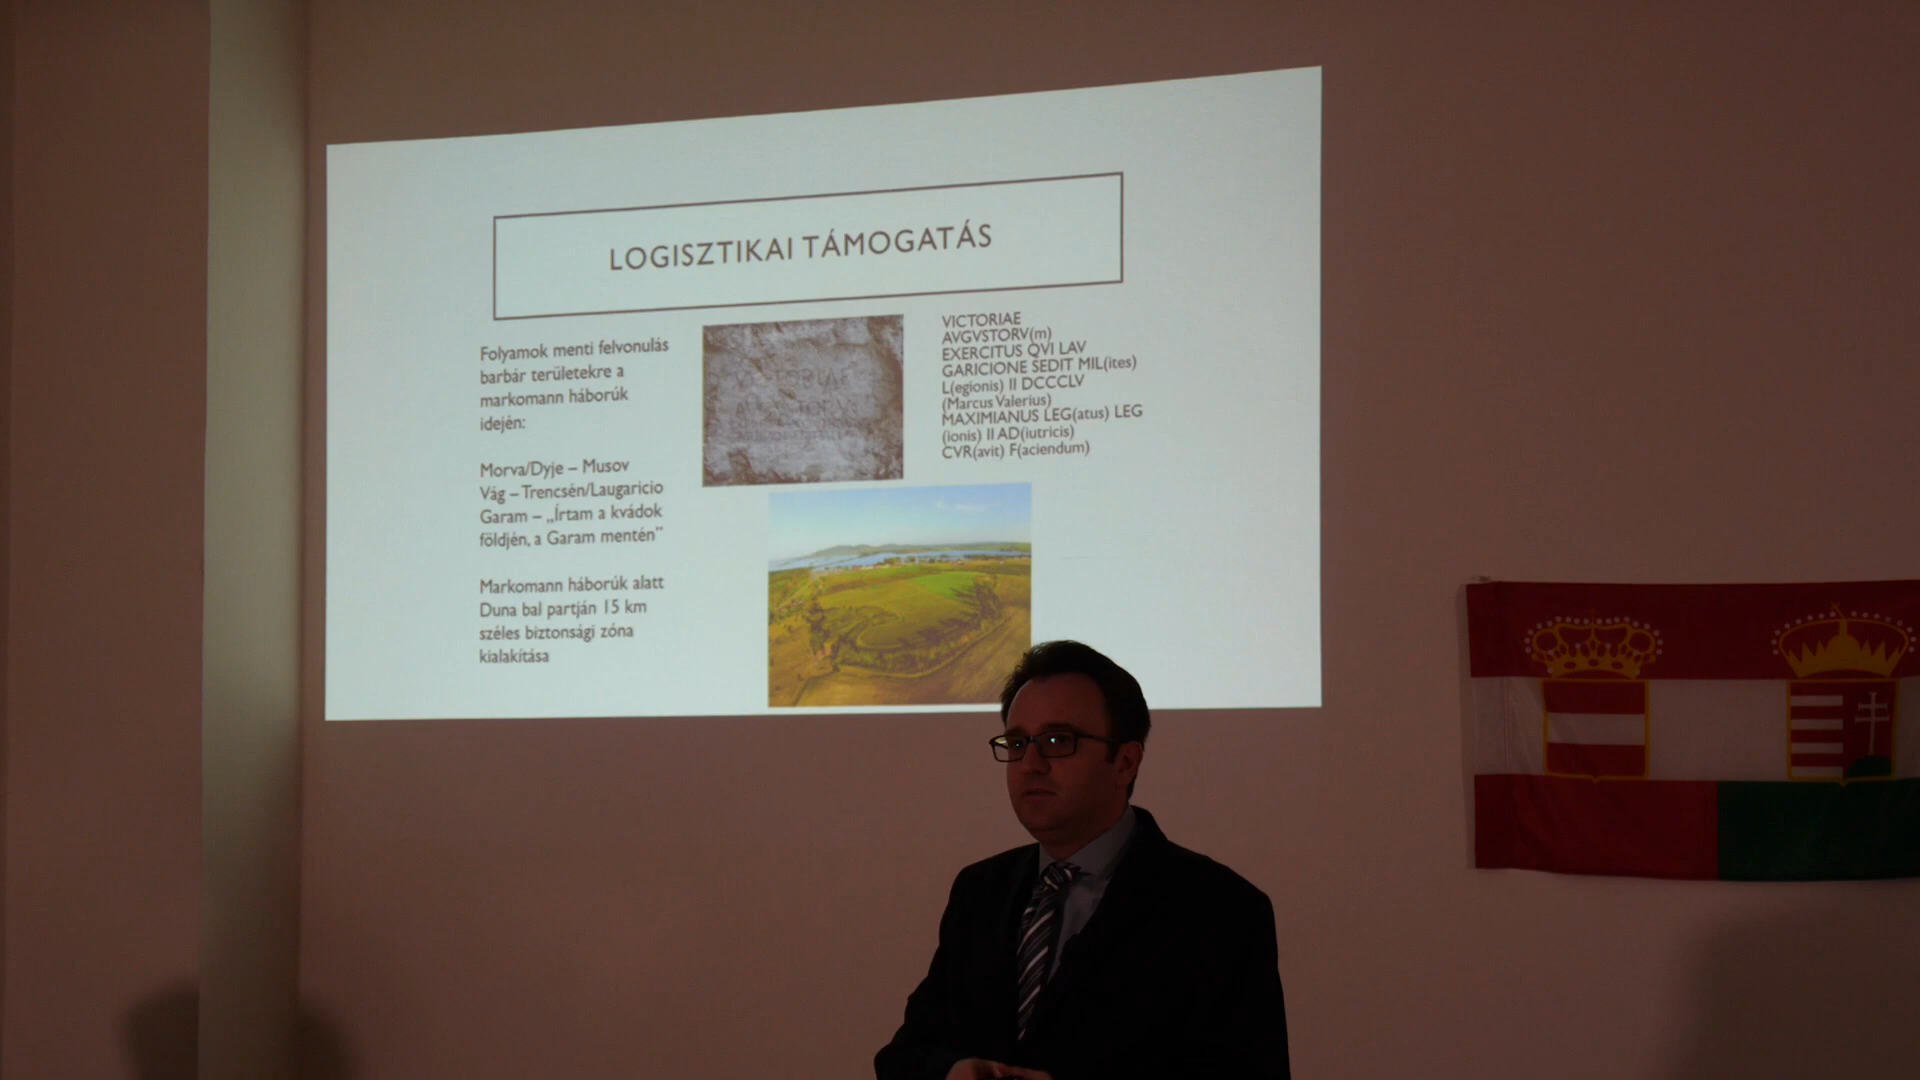 LOGISZTIKAI TÁMOGATÁS
Folyamok menti felvonulás
barbár területekre a
markomann háborúk
idején:
Morva/Dyje – Musov
Vág – Trencsén/Laugaricio
Garam – „Írtam a kvádok
földjén, a Garam mentén”
Markomann háborúk alatt
Duna bal partján 15 km
széles biztonsági zóna
kialakítása
VICTORIAE
AVGVSTORV
VICTORIAE
AVGVSTORV(m)
EXERCITUS QVI LAV
GARICIONE SEDIT MIL(ites)
L(egionis) II DCCCLV
(Marcus Valerius)
MAXIMIANUS LEG(atus) LEG
(ionis) II AD(iutricis)
CVR(avit) F(aciendum)